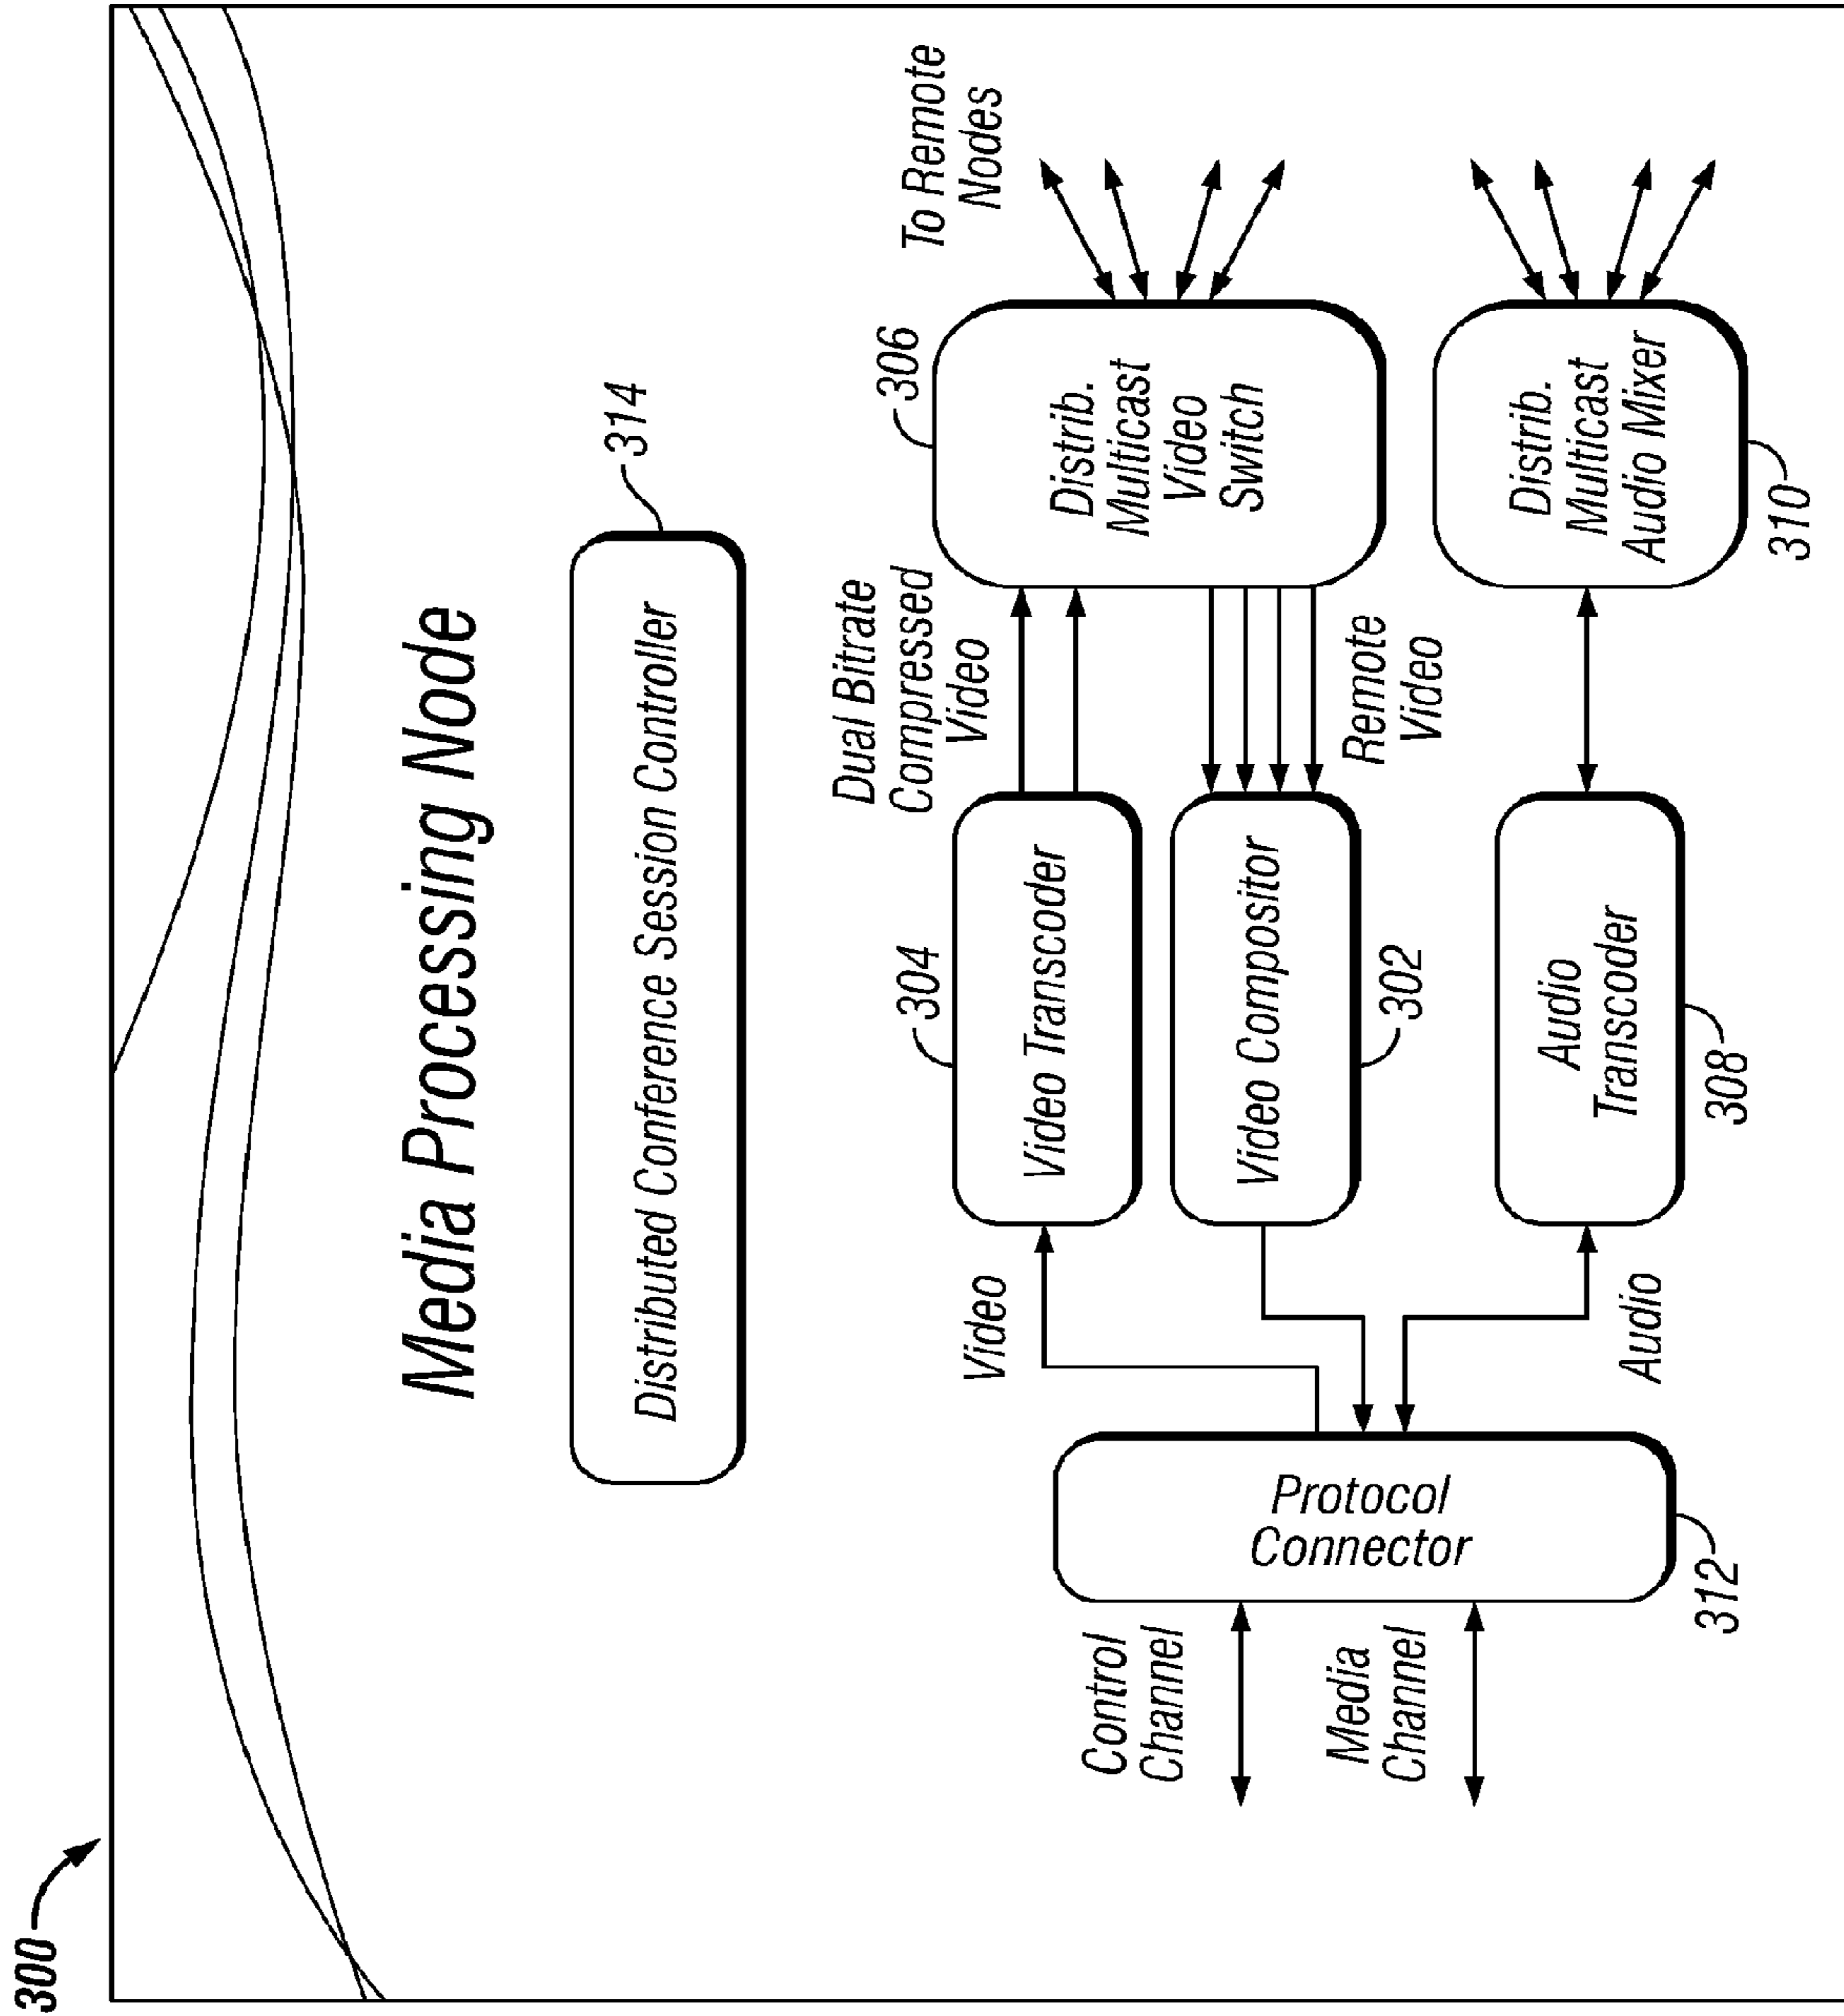 300
Media Processing Node
314
Distributed Conference Session Controller
Dual Bitrate
Compressed
Video
306
To Remote
Nodes
304
Video
Video Transcoder
Distrib.
Multicast
Video
Switch
Control
Channel
Protocol
Connector
Video Compositor
302
Remote
Video
Media
Channel
Audio
Audio
Transcoder
Distrib.
Multicast
Audio Mixer
312
308
310